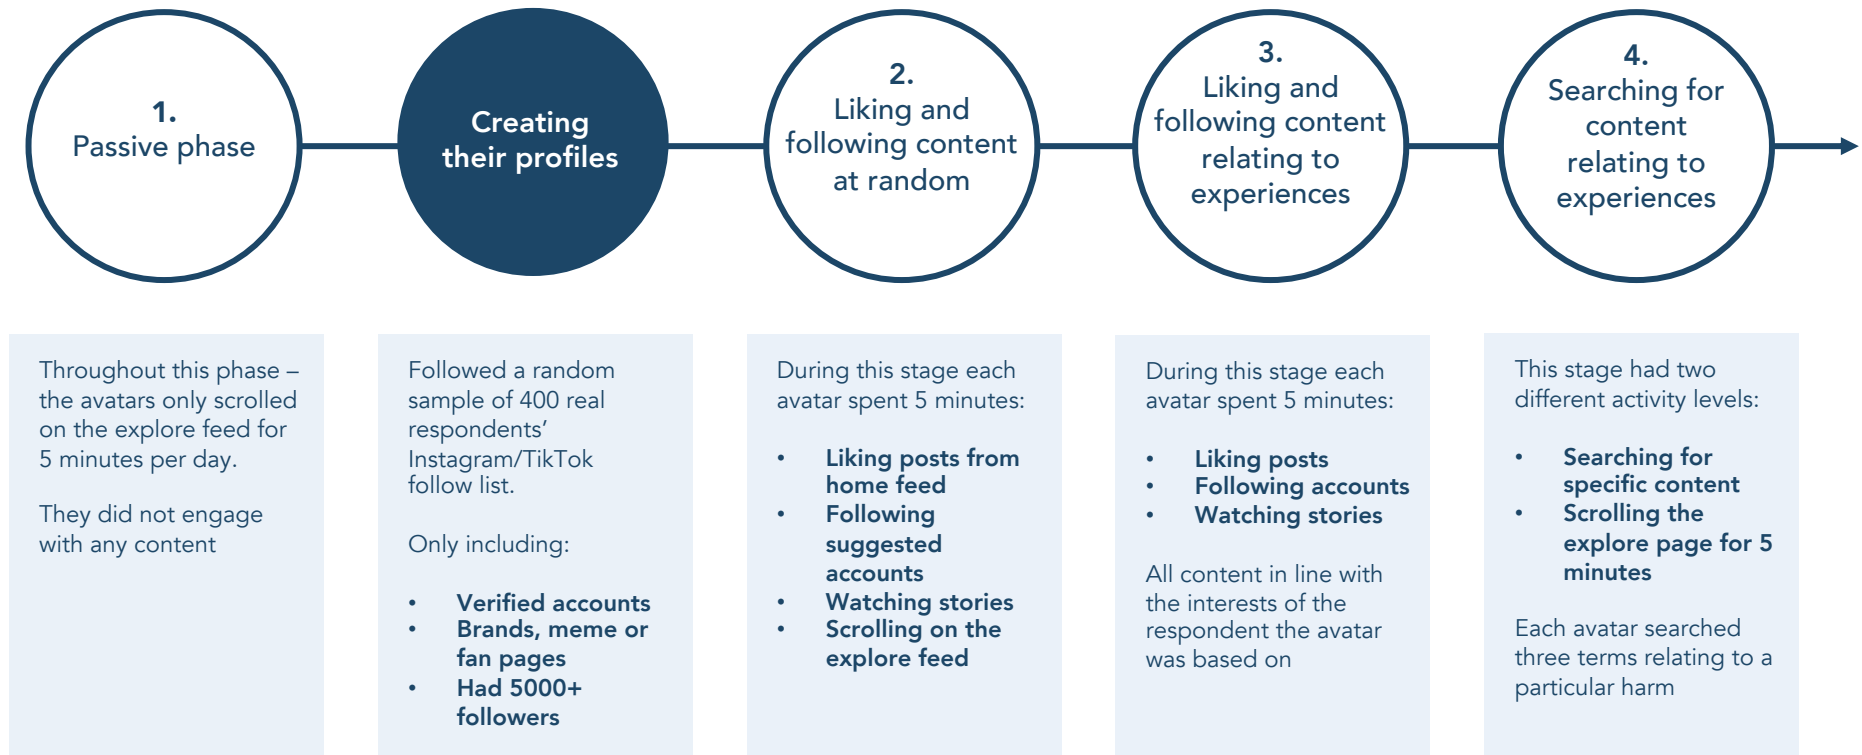 1.
Passive phase
Creating
their profiles
2.
Liking and
following content
at random
3.
Liking and
following content
relating to
experiences
4.
Searching for
content
relating to
experiences
Throughout this phase –
the avatars only scrolled
on the explore feed for
5 minutes per day.
They did not engage
with any content
Followed a random
sample of 400 real
respondents’
Instagram/TikTok
follow list.
Only including:
• Verified accounts
• Brands, meme or
fan pages
• Had 5000+
followers
During this stage each
avatar spent 5 minutes:
• Liking posts from
home feed
• Following
suggested
accounts
• Watching stories
• Scrolling on the
explore feed
During this stage each
avatar spent 5 minutes:
• Liking posts
• Following accounts
• Watching stories
All content in line with
the interests of the
respondent the avatar
was based on
This stage had two
different activity levels:
• Searching for
specific content
• Scrolling the
explore page for 5
minutes
Each avatar searched
three terms relating to a
particular harm